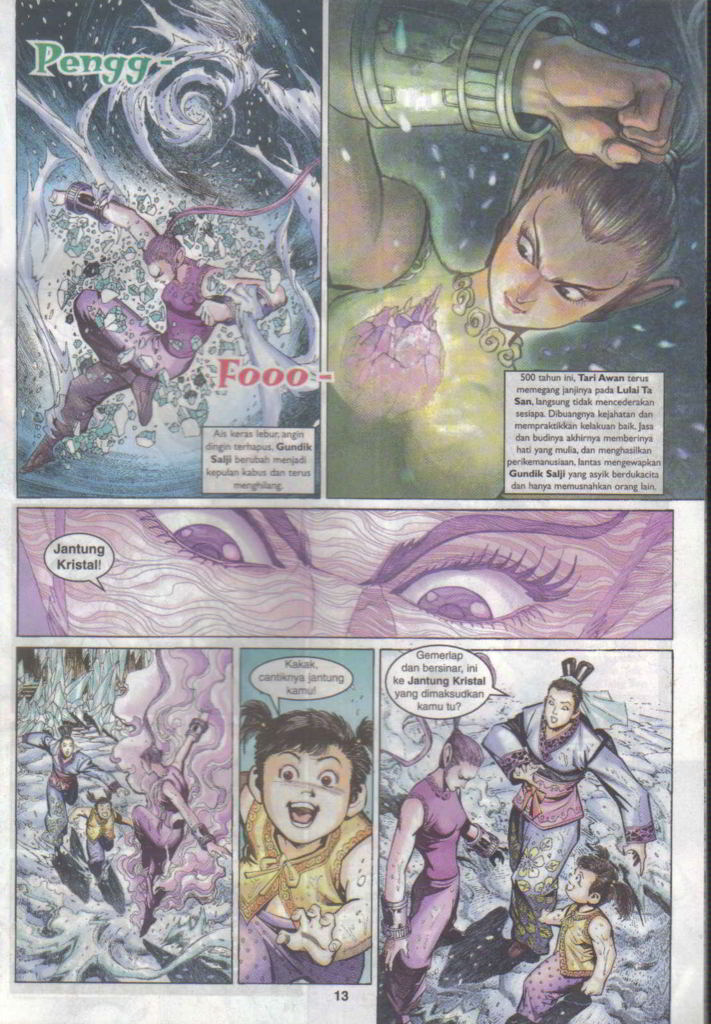 Pengg-
Fooo-
Ais keras lebur, angin
dingin terhapus, Gundik
Salji berubah menjadi
kepulan kabus dan terus
menghilang.
500 tahun ini, Tari Awan terus
memegang janjinya pada Lulai Ta
San, langsung tidak mencederakan
sesiapa. Dibuangnya kejahatan dan
mempraktikkan kelakuan baik. Jasa
dan budinya akhirnya memberinya
hati yang mulia, dan menghasilkan
perikemanusiaan, lantas mengewapkan
Gundik Salji yang asyik berdukacita
dan hanya memusnahkan orang lain.
Jantung
Kristal!
Kakak,
cantiknya jantung
kamu!
Gemerlap
dan bersinar, ini
ke Jantung Kristal
yang dimaksudkan
kamu tu?
13